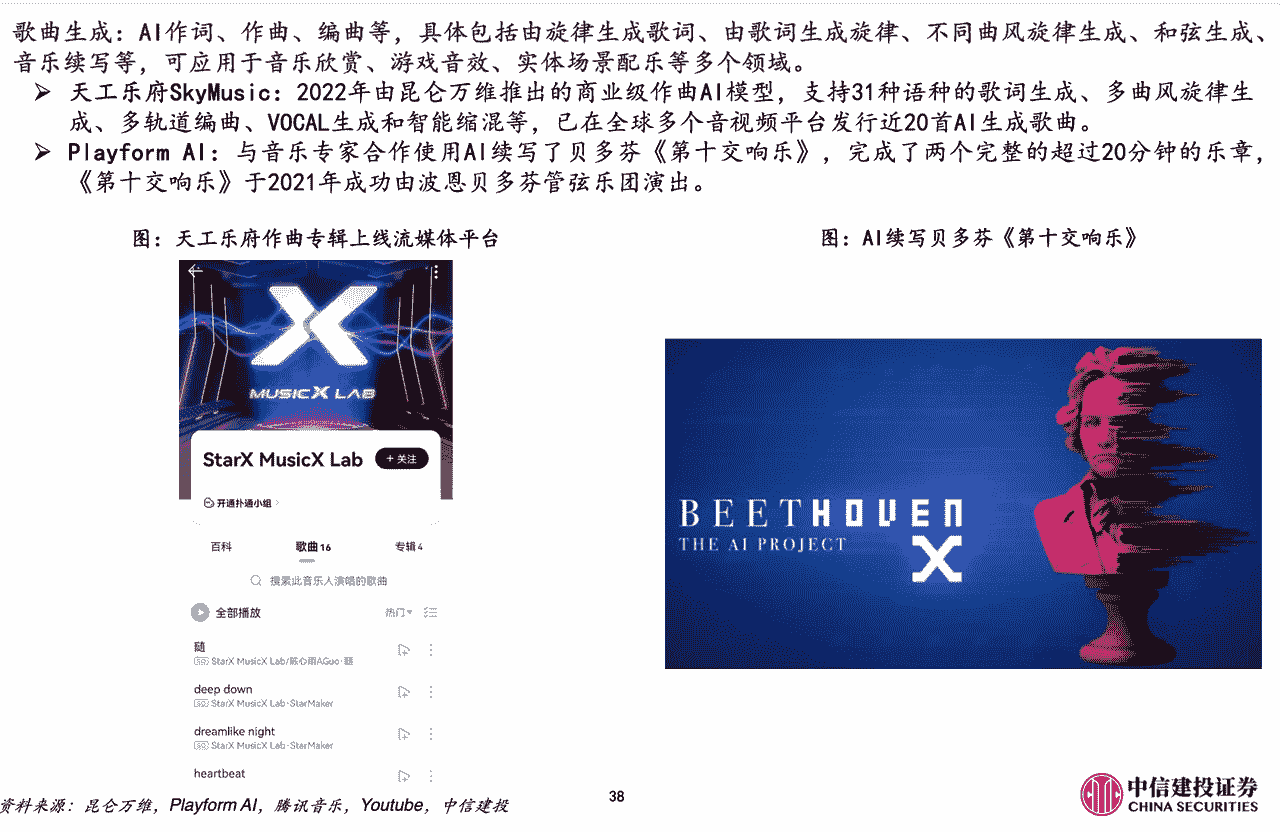 歌曲生成：AI作词、作曲、编曲等，具体包括由旋律生成歌词、由歌词生成旋律、不同曲风旋律生成、和弦生成、
音乐续写等，可应用于音乐欣赏、游戏音效、实体场景配乐等多个领域。
➢ 天工乐府SkyMusic：2022年由昆仑万维推出的商业级作曲AI模型，支持31种语种的歌词生成、多曲风旋律生
成、多轨道编曲、VOCAL生成和智能缩混等，已在全球多个音视频平台发行近20首AI生成歌曲。
➢ Playform AI：与音乐专家合作使用AI续写了贝多芬《第十交响乐》，完成了两个完整的超过20分钟的乐章，
《第十交响乐》于2021年成功由波恩贝多芬管弦乐团演出。
图：天工乐府作曲专辑上线流媒体平台
MUSICX LAB
StarX MusicX Lab
+ 关注
开通扑通小组
百科 歌曲16 专辑4
搜索此音乐人演唱的歌曲
全部播放 热门
随
SQ StarX MusicX Lab/陈心雨AGuo·随
deep down
SQ StarX MusicX Lab·StarMaker
dreamlike night
SQ StarX MusicX Lab·StarMaker
heartbeat
图：AI续写贝多芬《第十交响乐》
BEETHOVEN
THE AI PROJECT
X
资料来源：昆仑万维，Playform AI，腾讯音乐，Youtube，中信建投
38
中信建投证券
CHINA SECURITIES